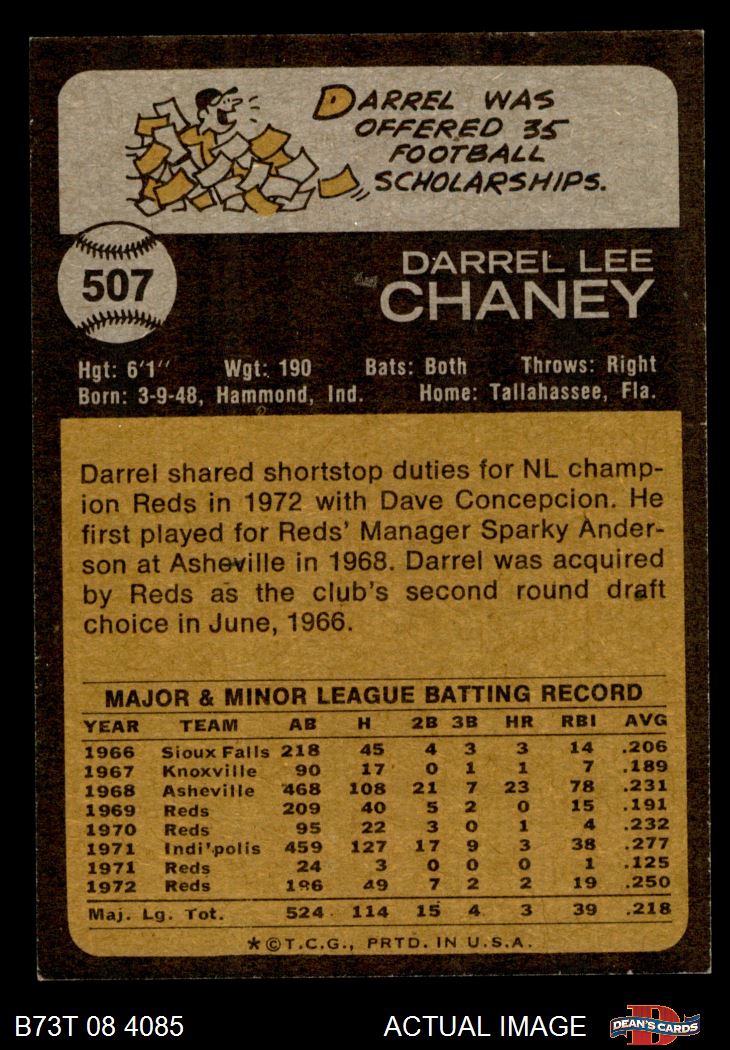 DARREL WAS
OFFERED 35
FOOTBALL
SCHOLARSHIPS.
507
DARREL LEE
CHANEY
Hgt: 6'1" Wgt: 190 Bats: Both Throws: Right
Born: 3-9-48, Hammond, Ind. Home: Tallahassee, Fla.
Darrel shared shortstop duties for NL champ-
ion Reds in 1972 with Dave Concepcion. He
first played for Reds' Manager Sparky Ander-
son at Asheville in 1968. Darrel was acquired
by Reds as the club's second round draft
choice in June, 1966.
MAJOR & MINOR LEAGUE BATTING RECORD
YEAR TEAM AB H 2B 3B HR RBI AVG
1966 Sioux Falls 218 45 4 3 3 14 .206
1967 Knoxville 90 17 0 1 1 7 .189
1968 Asheville 468 108 21 7 23 78 .231
1969 Reds 209 40 5 2 0 15 .191
1970 Reds 95 22 3 0 1 4 .232
1971 Indi'polis 459 127 17 9 3 38 .277
1971 Reds 24 3 0 0 0 1 .125
1972 Reds 196 49 7 2 2 19 .250
Maj. Lg. Tot. 524 114 15 4 3 39 .218
*©T.C.G., PRTD. IN U.S.A.
B73T 08 4085 ACTUAL IMAGE DEAN'S CARDS